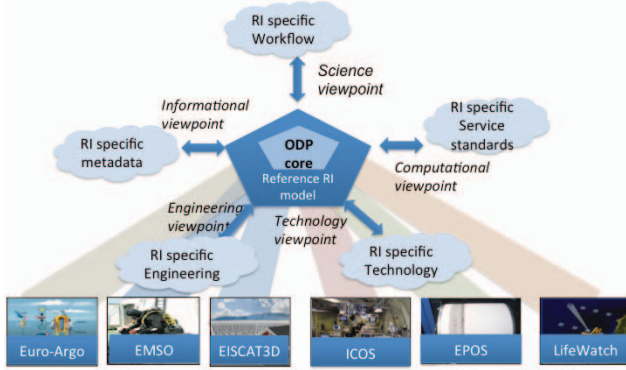 RI specific
Workflow
Science
viewpoint
Informational
viewpoint
RI specific
metadata
ODP
core
Reference RI
model
RI specific
Service
standards
Computational
viewpoint
Engineering
viewpoint
Technology
viewpoint
RI specific
Engineering
RI specific
Technology
Euro-Argo
EMSO
EISCAT3D
ICOS
EPOS
LifeWatch